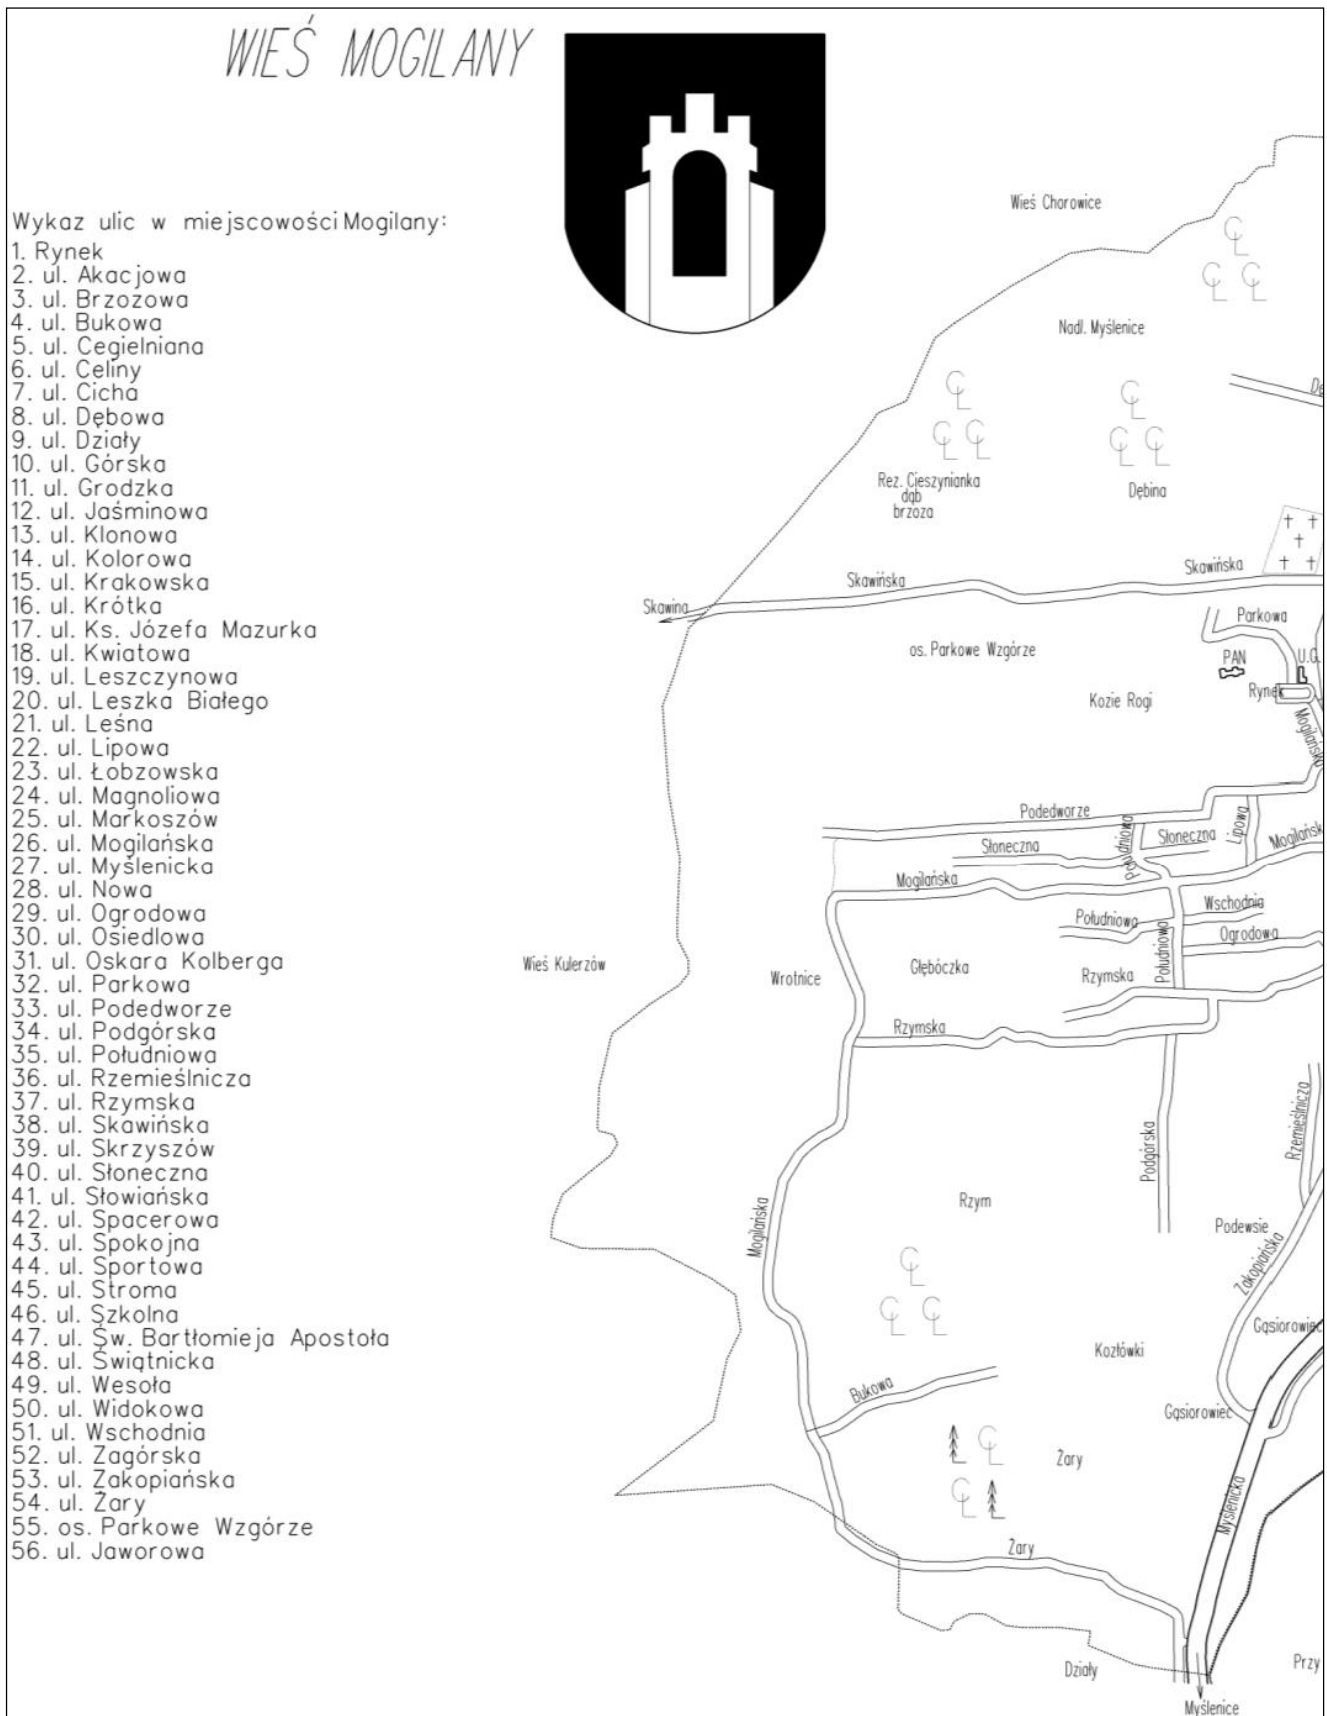 WIEŚ MOGILANY
Wykaz ulic w miejscowości Mogilany:
1. Rynek
2. ul. Akacjowa
3. ul. Brzozowa
4. ul. Bukowa
5. ul. Cegielniana
6. ul. Celiny
7. ul. Cicha
8. ul. Dębowa
9. ul. Działy
10. ul. Górska
11. ul. Grodzka
12. ul. Jaśminowa
13. ul. Klonowa
14. ul. Kolorowa
15. ul. Krakowska
16. ul. Krótka
17. ul. Ks. Józefa Mazurka
18. ul. Kwiatowa
19. ul. Leszczynowa
20. ul. Leszka Białego
21. ul. Leśna
22. ul. Lipowa
23. ul. Łobzowska
24. ul. Magnoliowa
25. ul. Markoszów
26. ul. Mogilańska
27. ul. Myślenicka
28. ul. Nowa
29. ul. Ogrodowa
30. ul. Osiedlowa
31. ul. Oskara Kolberga
32. ul. Parkowa
33. ul. Podedworze
34. ul. Podgórska
35. ul. Południowa
36. ul. Rzemieślnicza
37. ul. Rzymska
38. ul. Skawińska
39. ul. Skrzyszów
40. ul. Słoneczna
41. ul. Słowiańska
42. ul. Spacerowa
43. ul. Spokojna
44. ul. Sportowa
45. ul. Stroma
46. ul. Szkolna
47. ul. Św. Bartłomieja Apostoła
48. ul. Świątnicka
49. ul. Wesoła
50. ul. Widokowa
51. ul. Wschodnia
52. ul. Zagórska
53. ul. Zakopiańska
54. ul. Żary
55. os. Parkowe Wzgórze
56. ul. Jaworowa
Wieś Chorowice
Nadl. Myślenice
Dę
Rez. Cieszynianka
dąb
brzoza
Dębina
Skawińska
Skawińska
Skawina
Parkowa
os. Parkowe Wzgórze
PAN
U.G.
Kozie Rogi
Rynek
Mogilańska
Podedworze
Południowa
Słoneczna
Lipowa
Mogilańsk
Słoneczna
Mogilańska
Wschodnia
Południowa
Ogrodowa
Południowa
Wieś Kulerzów
Wrotnice
Głębóczka
Rzymska
Rzymska
Rzemieślnicza
Podgórska
Rzym
Mogilańska
Podewsie
Zakopiańska
Gąsiorowiec
Kozłówki
Bukowa
Gąsiorowiec
Żary
Myślenicka
Żary
Działy
Przy
Myślenice